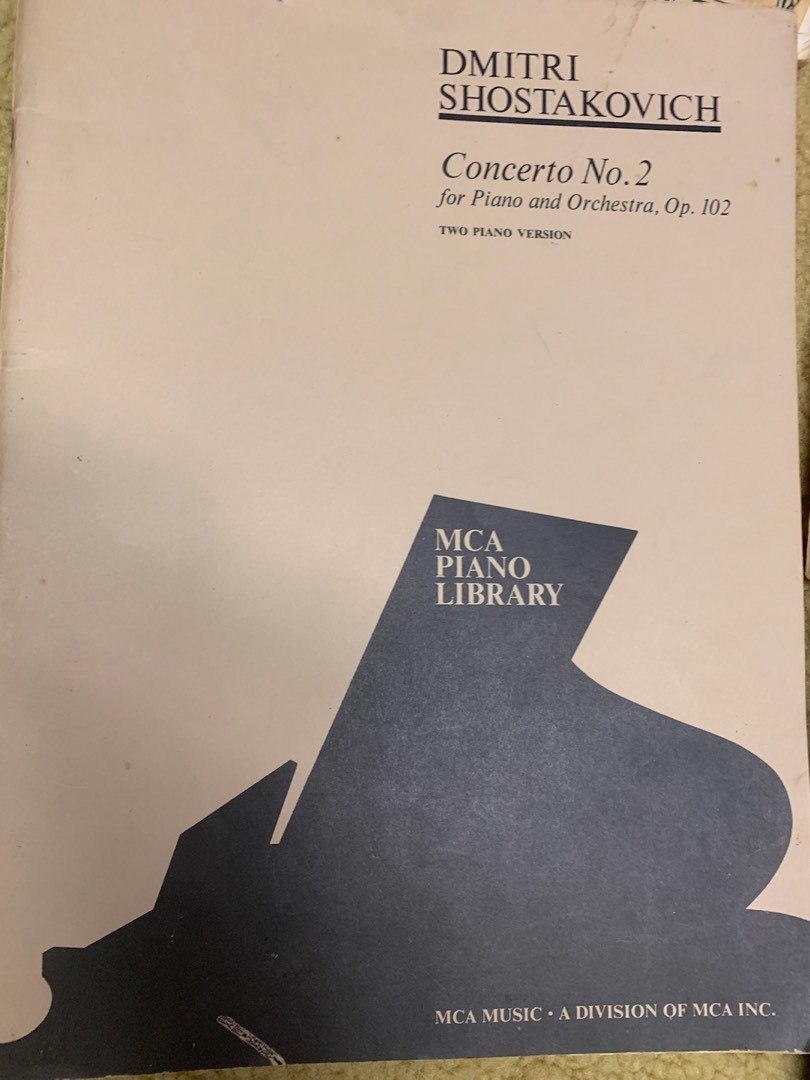 DMITRI
SHOSTAKOVICH
Concerto No. 2
for Piano and Orchestra, Op. 102
TWO PIANO VERSION
MCA
PIANO
LIBRARY
MCA MUSIC • A DIVISION OF MCA INC.